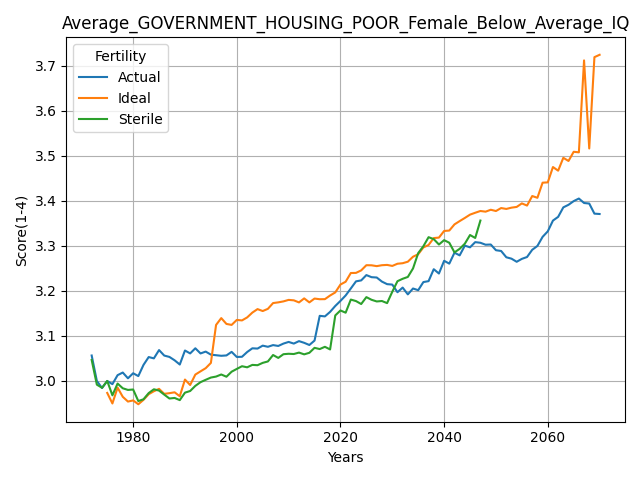 Average_GOVERNMENT_HOUSING_POOR_Female_Below_Average_IQ
Fertility
Actual
Ideal
Sterile
Score(1-4)
3.7
3.6
3.5
3.4
3.3
3.2
3.1
3.0
1980
2000
2020
2040
2060
Years